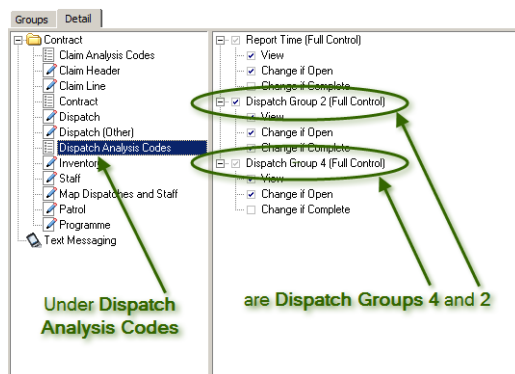 Groups
Detail
Contract
Claim Analysis Codes
Claim Header
Claim Line
Contract
Dispatch
Dispatch (Other)
Dispatch Analysis Codes
Inventory
Staff
Map Dispatches and Staff
Patrol
Programme
Text Messaging
Report Time (Full Control)
View
Change if Open
Change if Complete
Dispatch Group 2 (Full Control)
View
Change if Open
Change if Complete
Dispatch Group 4 (Full Control)
View
Change if Open
Change if Complete
Under Dispatch
Analysis Codes
are Dispatch Groups 4 and 2